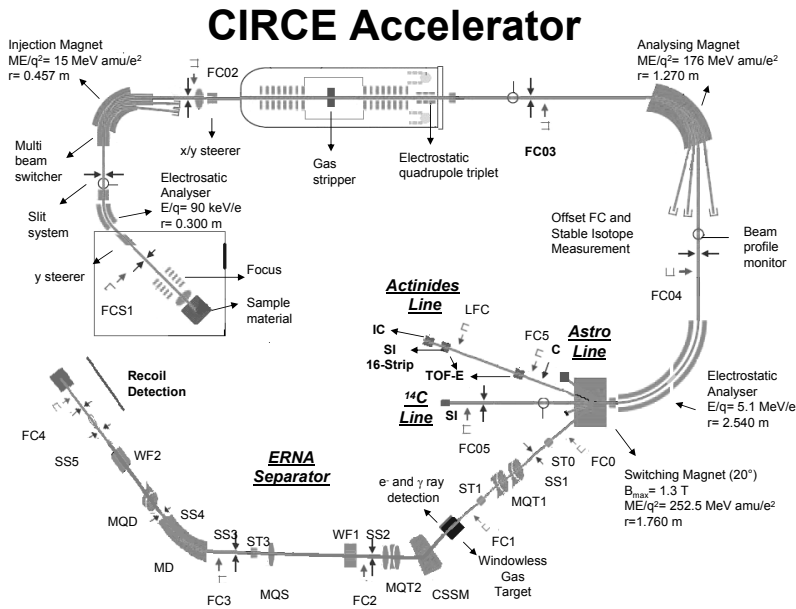 CIRCE Accelerator
Injection Magnet
ME/q²= 15 MeV amu/e²
r= 0.457 m
FC02
Analysing Magnet
ME/q²= 176 MeV amu/e²
r= 1.270 m
Multi
beam
switcher
x/y steerer
Gas
stripper
Electrostatic
quadrupole triplet
FC03
Slit
system
Electrosatic
Analyser
E/q= 90 keV/e
r= 0.300 m
Offset FC and
Stable Isotope
Measurement
Beam
profile
monitor
y steerer
Focus
FCS1
Sample
material
FC04
Actinides
Line
LFC
IC
SI
16-Strip
FC5
C
Astro
Line
TOF-E
Recoil
Detection
¹⁴C
Line
SI
FC05
Electrostatic
Analyser
E/q= 5.1 MeV/e
r= 2.540 m
FC4
SS5
WF2
ERNA
Separator
e⁻ and γ ray
detection
ST1
MQT1
SS1
ST0
FC0
Switching Magnet (20°)
Bmax= 1.3 T
ME/q²= 252.5 MeV amu/e²
r=1.760 m
MQD
SS4
MD
SS3
ST3
WF1
SS2
FC1
Windowless
Gas
Target
FC3
MQS
FC2
MQT2
CSSM